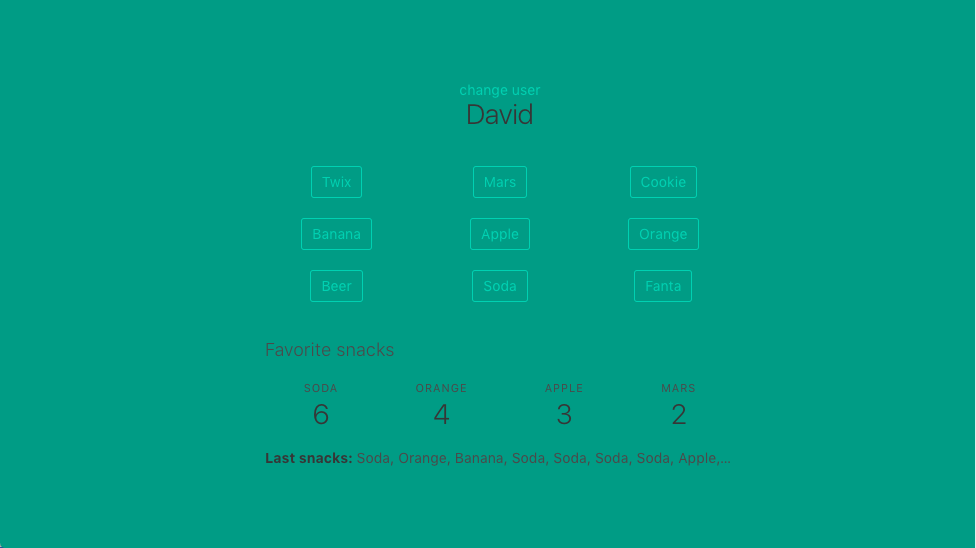 change user
David
Twix Mars Cookie
Banana Apple Orange
Beer Soda Fanta
Favorite snacks
SODA ORANGE APPLE MARS
6 4 3 2
Last snacks: Soda, Orange, Banana, Soda, Soda, Soda, Soda, Apple,...